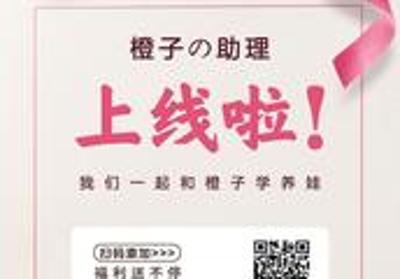 橙子の助理
上线啦！
我们一起和橙子学养娃
扫码添加>>>
福利送不停